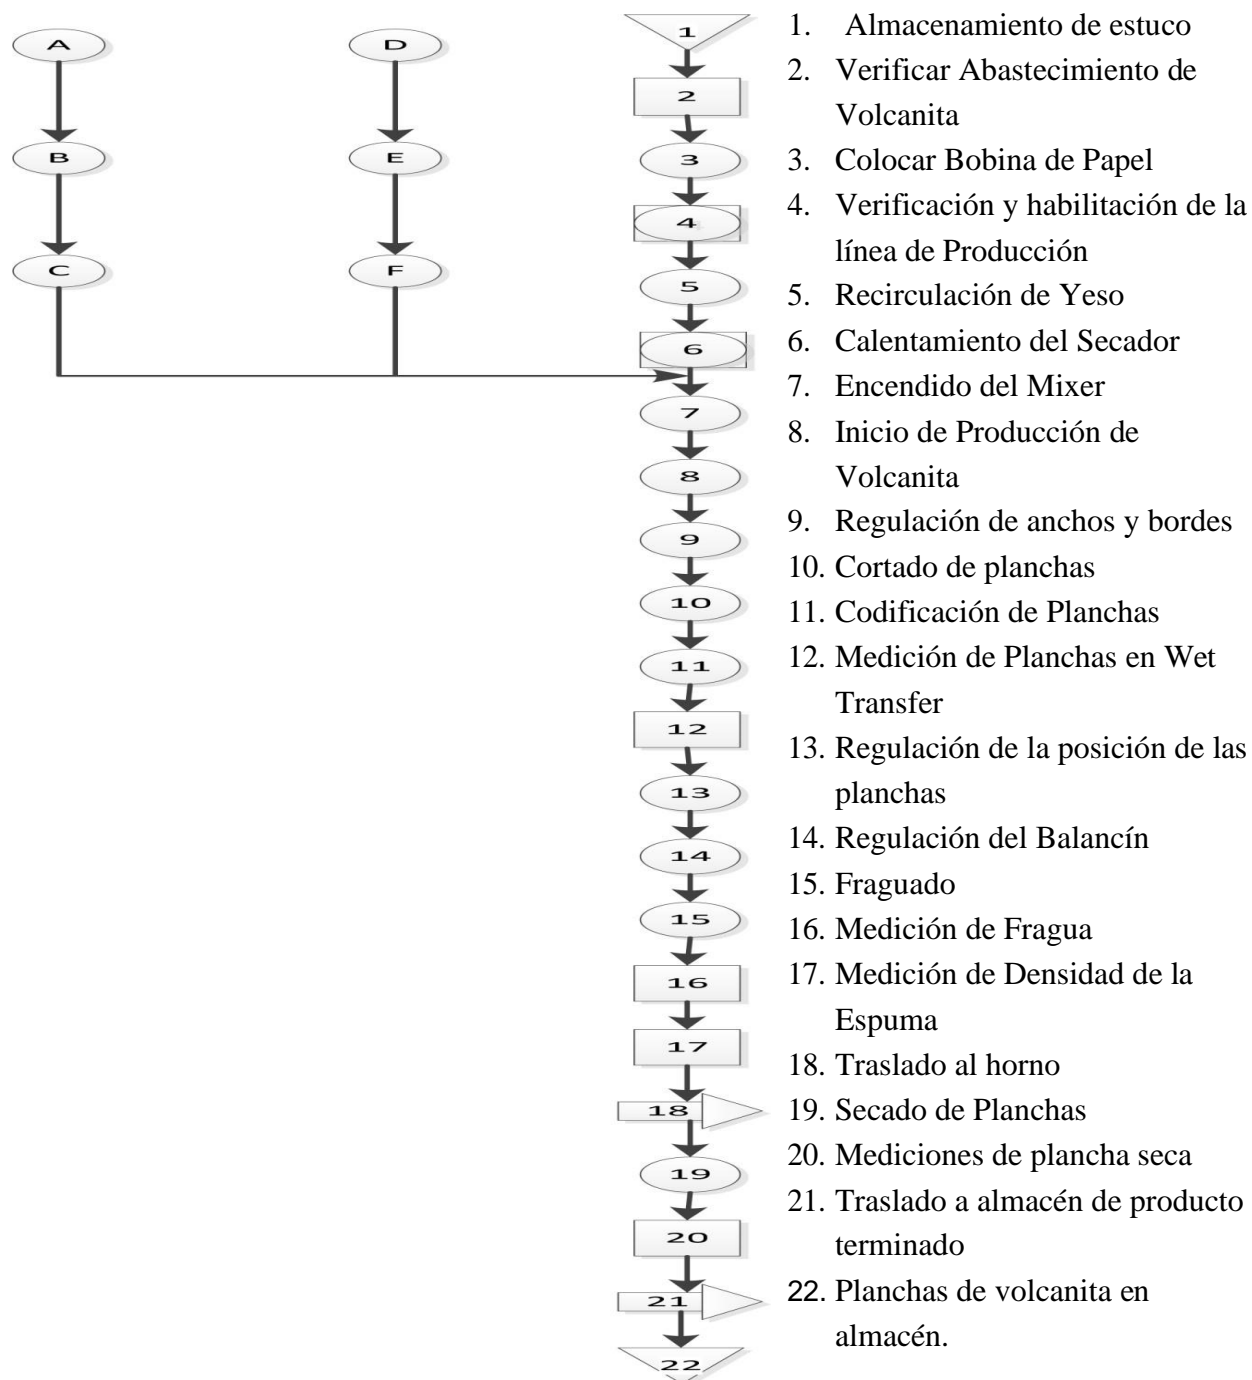 A
B
C
D
E
F
1
2
3
4
5
6
7
8
9
10
11
12
13
14
15
16
17
18
19
20
21
22
1. Almacenamiento de estuco
2. Verificar Abastecimiento de
Volcanita
3. Colocar Bobina de Papel
4. Verificación y habilitación de la
línea de Producción
5. Recirculación de Yeso
6. Calentamiento del Secador
7. Encendido del Mixer
8. Inicio de Producción de
Volcanita
9. Regulación de anchos y bordes
10. Cortado de planchas
11. Codificación de Planchas
12. Medición de Planchas en Wet
Transfer
13. Regulación de la posición de las
planchas
14. Regulación del Balancín
15. Fraguado
16. Medición de Fragua
17. Medición de Densidad de la
Espuma
18. Traslado al horno
19. Secado de Planchas
20. Mediciones de plancha seca
21. Traslado a almacén de producto
terminado
22. Planchas de volcanita en
almacén.